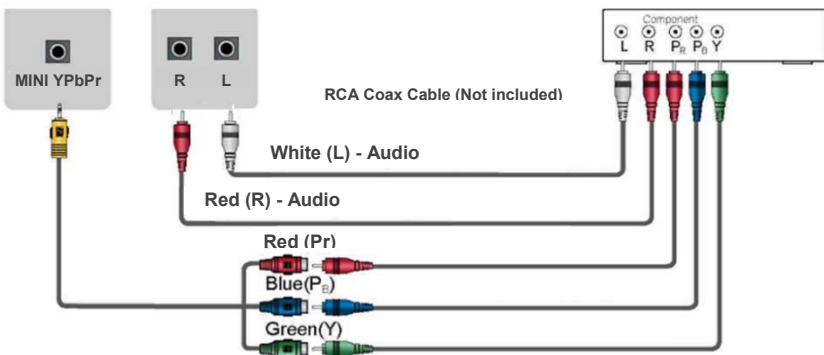 Component
L R PR PB Y
MINI YPbPr
R L
RCA Coax Cable (Not included)
White (L) - Audio
Red (R) - Audio
Red (Pr)
Blue(PB)
Green(Y)